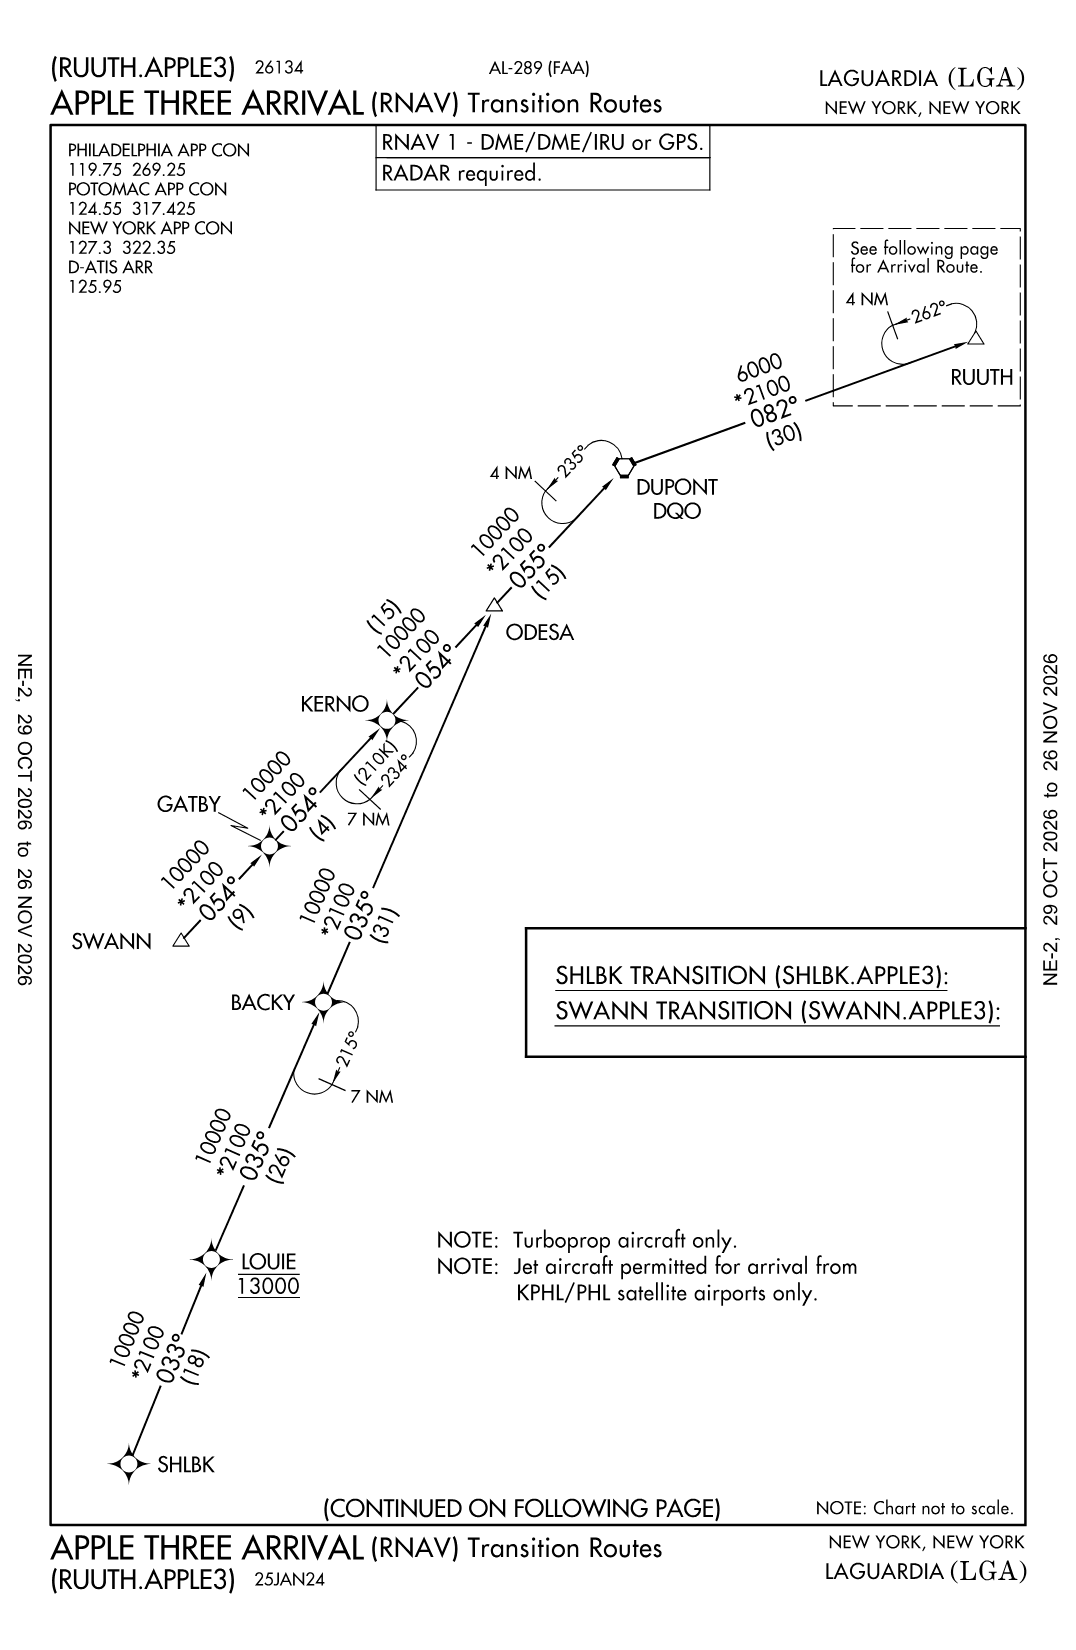 (RUUTH.APPLE3) 26134
AL-289 (FAA)
LAGUARDIA (LGA)
APPLE THREE ARRIVAL (RNAV) Transition Routes
NEW YORK, NEW YORK
PHILADELPHIA APP CON
119.75 269.25
POTOMAC APP CON
124.55 317.425
NEW YORK APP CON
127.3 322.35
D-ATIS ARR
125.95
RNAV 1 - DME/DME/IRU or GPS.
RADAR required.
See following page
for Arrival Route.
4 NM
262°
RUUTH
6000
*2100
082°
(30)
235°
4 NM
DUPONT
DQO
10000
*2100
055°
(15)
ODESA
(15)
10000
*2100
054°
KERNO
(210K)
234°
7 NM
10000
*2100
054°
(4)
GATBY
10000
*2100
054°
(9)
SWANN
10000
*2100
035°
(31)
BACKY
215°
7 NM
SHLBK TRANSITION (SHLBK.APPLE3):
SWANN TRANSITION (SWANN.APPLE3):
10000
*2100
035°
(26)
LOUIE
13000
NOTE: Turboprop aircraft only.
NOTE: Jet aircraft permitted for arrival from
KPHL/PHL satellite airports only.
10000
*2100
033°
(18)
SHLBK
(CONTINUED ON FOLLOWING PAGE)
NOTE: Chart not to scale.
APPLE THREE ARRIVAL (RNAV) Transition Routes
NEW YORK, NEW YORK
(RUUTH.APPLE3) 25JAN24
LAGUARDIA (LGA)
NE-2, 29 OCT 2026 to 26 NOV 2026
NE-2, 29 OCT 2026 to 26 NOV 2026